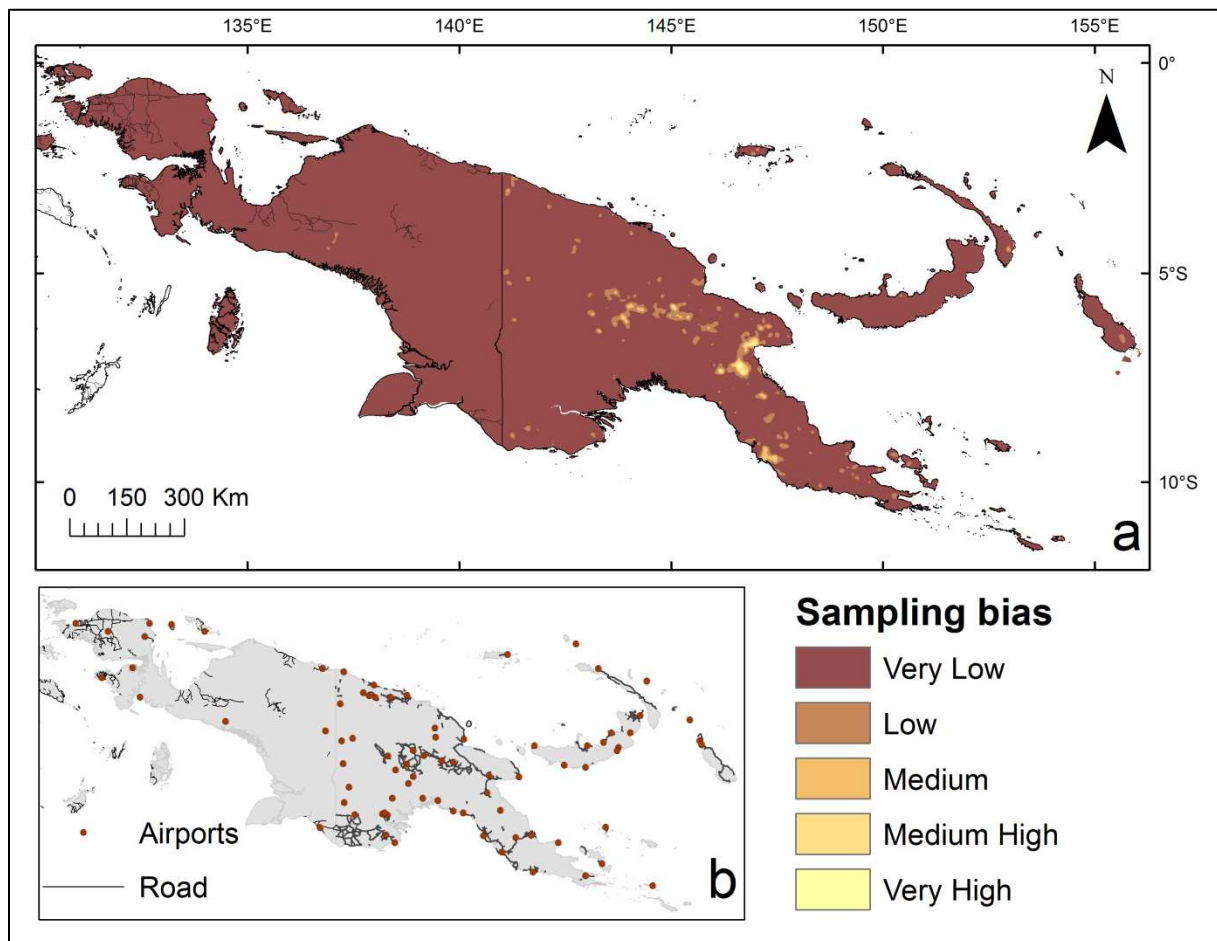 135°E 140°E 145°E 150°E 155°E
0°
N
5°S
10°S
0 150 300 Km
a
Airports
Road
b
Sampling bias
Very Low
Low
Medium
Medium High
Very High